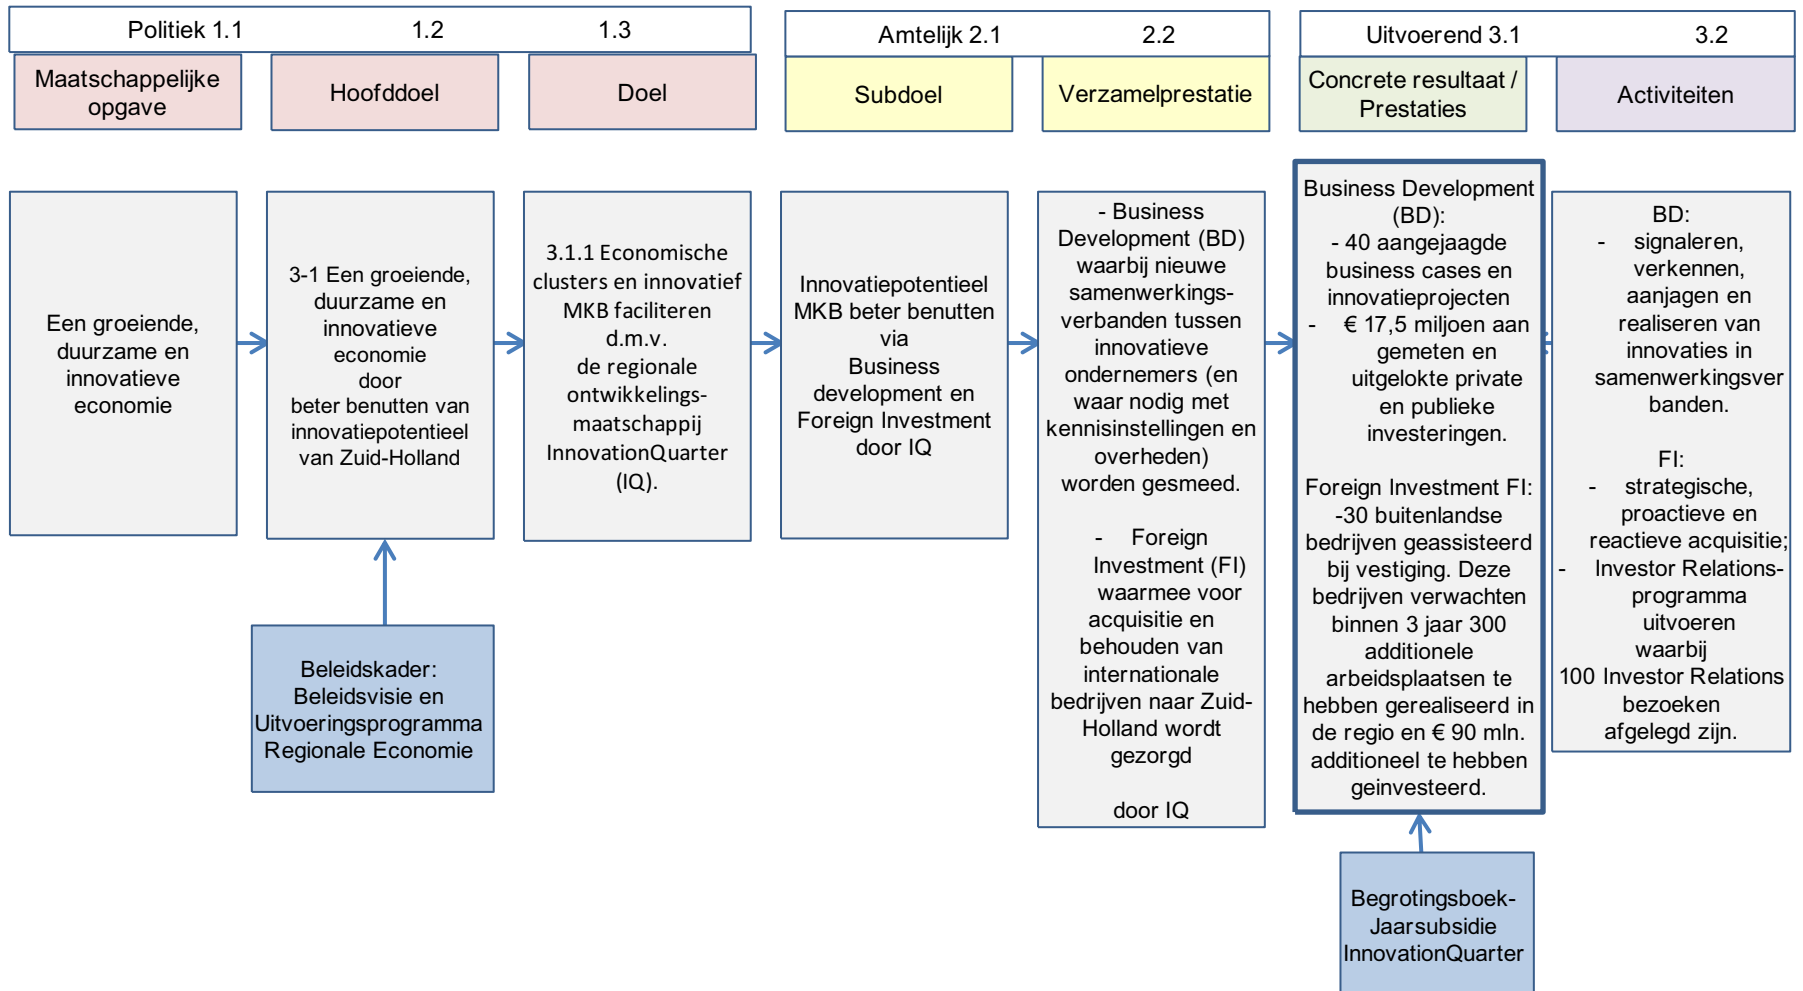 Politiek 1.1 1.2 1.3
Amtelijk 2.1 2.2
Uitvoerend 3.1 3.2
Maatschappelijke
opgave
Hoofddoel
Doel
Subdoel
Verzamelprestatie
Concrete resultaat /
Prestaties
Activiteiten
Een groeiende,
duurzame en
innovatieve
economie
3-1 Een groeiende,
duurzame en
innovatieve
economie
door
beter benutten van
innovatiepotentieel
van Zuid-Holland
3.1.1 Economische
clusters en innovatief
MKB faciliteren
d.m.v.
de regionale
ontwikkelings-
maatschappij
InnovationQuarter
(IQ).
Innovatiepotentieel
MKB beter benutten
via
Business
development en
Foreign Investment
door IQ
- Business
Development (BD)
waarbij nieuwe
samenwerkings-
verbanden tussen
innovatieve
ondernemers (en
waar nodig met
kennisinstellingen en
overheden)
worden gesmeed.
- Foreign
Investment (FI)
waarmee voor
acquisitie en
behouden van
internationale
bedrijven naar Zuid-
Holland wordt
gezorgd
door IQ
Business Development
(BD):
- 40 aangejaagde
business cases en
innovatieprojecten
- € 17,5 miljoen aan
gemeten en
uitgelokte private
en publieke
investeringen.
Foreign Investment FI:
-30 buitenlandse
bedrijven geassisteerd
bij vestiging. Deze
bedrijven verwachten
binnen 3 jaar 300
additionele
arbeidsplaatsen te
hebben gerealiseerd in
de regio en € 90 mln.
additioneel te hebben
geinvesteerd.
BD:
- signaleren,
verkennen,
aanjagen en
realiseren van
innovaties in
samenwerkingsver
banden.
FI:
- strategische,
proactieve en
reactieve acquisitie;
- Investor Relations-
programma
uitvoeren
waarbij
100 Investor Relations
bezoeken
afgelegd zijn.
Beleidskader:
Beleidsvisie en
Uitvoeringsprogramma
Regionale Economie
Begrotingsboek-
Jaarsubsidie
InnovationQuarter